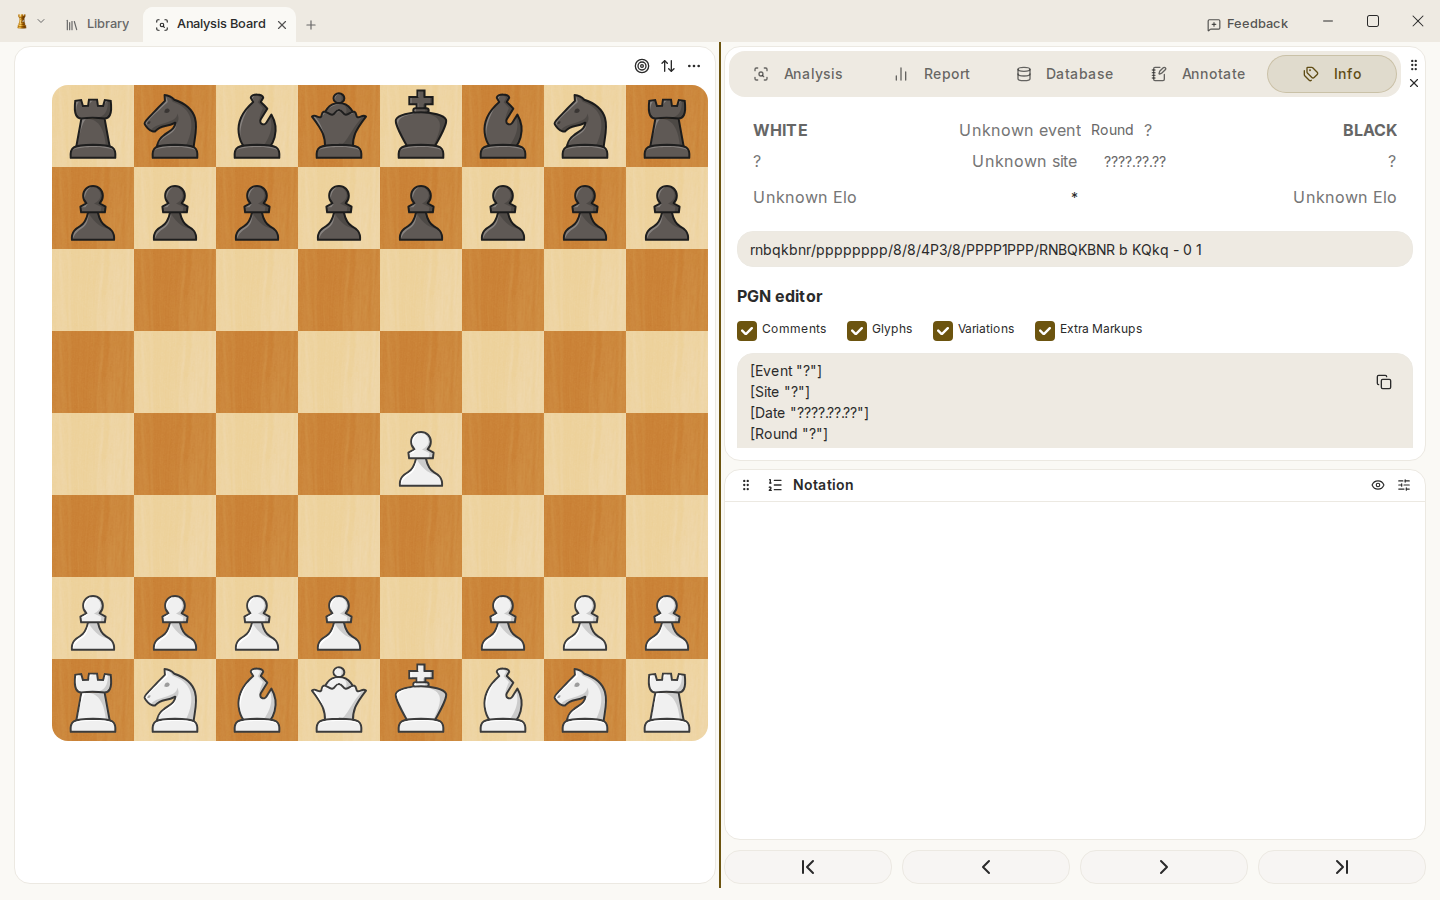 Library
Analysis Board
Feedback
Analysis
Report
Database
Annotate
Info
WHITE
Unknown event Round ?
BLACK
?
Unknown site ????.??.??
?
Unknown Elo
*
Unknown Elo
rnbqkbnr/pppppppp/8/8/4P3/8/PPPP1PPP/RNBQKBNR b KQkq - 0 1
PGN editor
Comments
Glyphs
Variations
Extra Markups
[Event "?"]
[Site "?"]
[Date "????.??.??"]
[Round "?"]
Notation